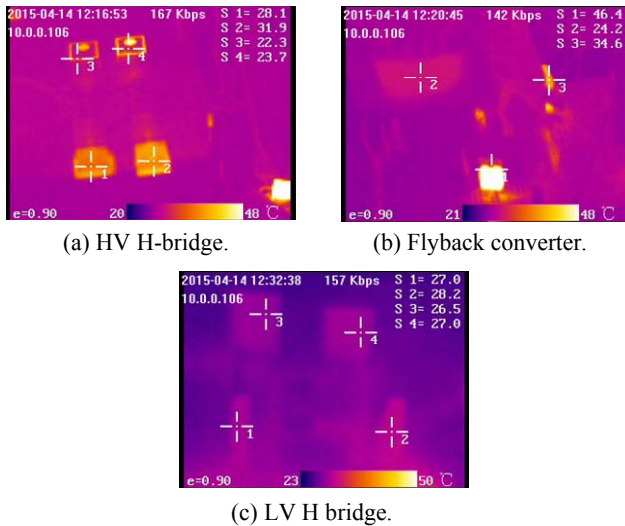 2015-04-14 12:16:53 167 Kbps S 1= 28.1
10.0.0.106 S 2= 31.9
S 3= 22.3
S 4= 23.7
3 4
1 2
e=0.90 20 48 ℃
(a) HV H-bridge.
2015-04-14 12:20:45 142 Kbps S 1= 46.4
10.0.0.106 S 2= 24.2
S 3= 34.6
2 3
1
e=0.90 21 48 ℃
(b) Flyback converter.
2015-04-14 12:32:38 157 Kbps S 1= 27.0
10.0.0.106 S 2= 28.2
S 3= 26.5
S 4= 27.0
3 4
1 2
e=0.90 23 50 ℃
(c) LV H bridge.